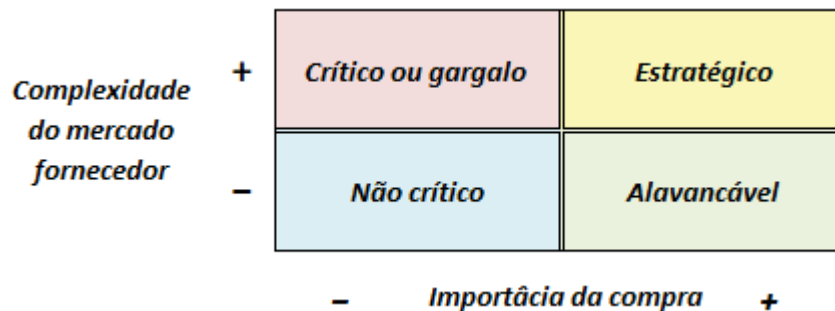 Complexidade
do mercado
fornecedor
+
Crítico ou gargalo
Estratégico
–
Não crítico
Alavancável
–
Importâcia da compra
+